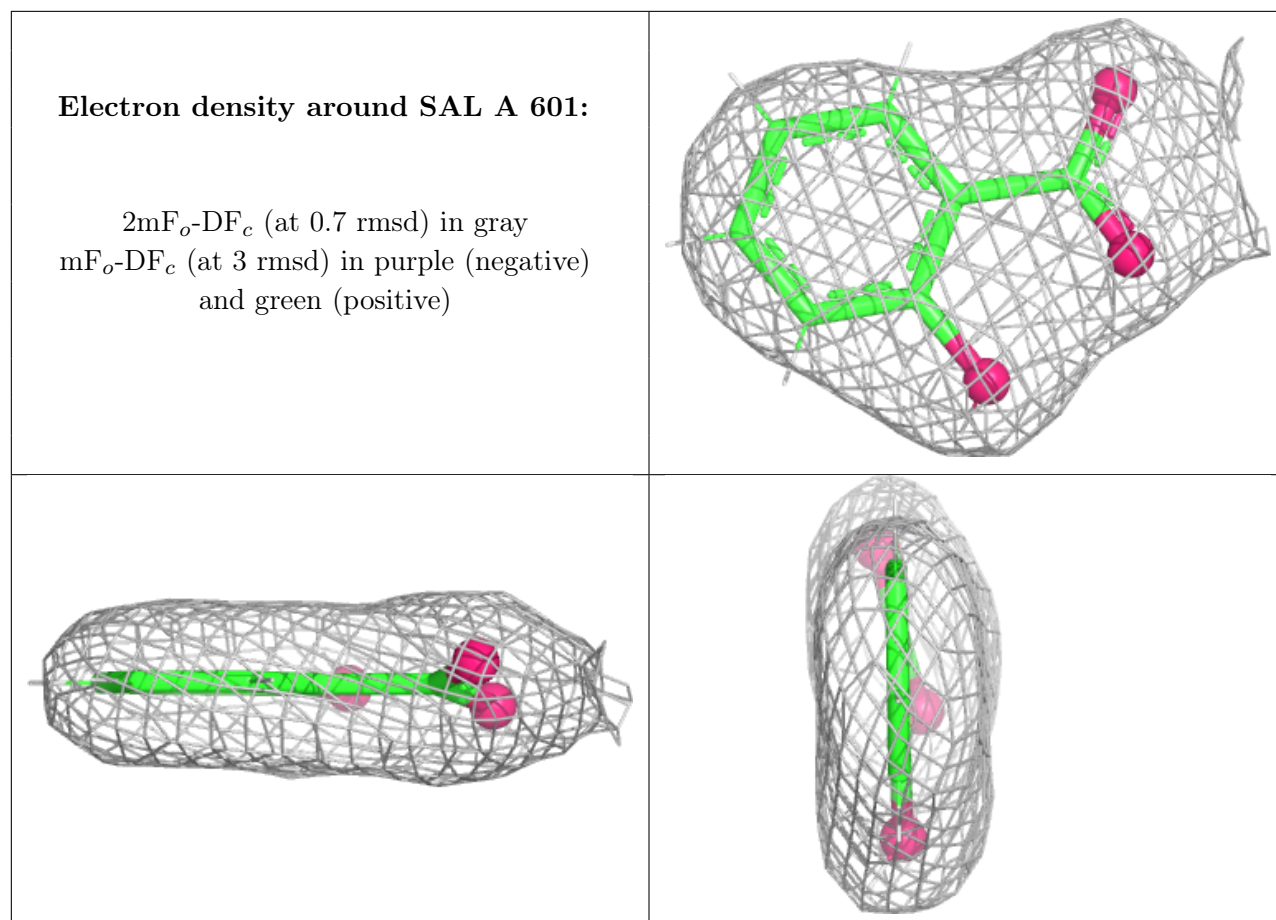 Electron density around SAL A 601:
2mFo-DFc (at 0.7 rmsd) in gray
mFo-DFc (at 3 rmsd) in purple (negative)
and green (positive)